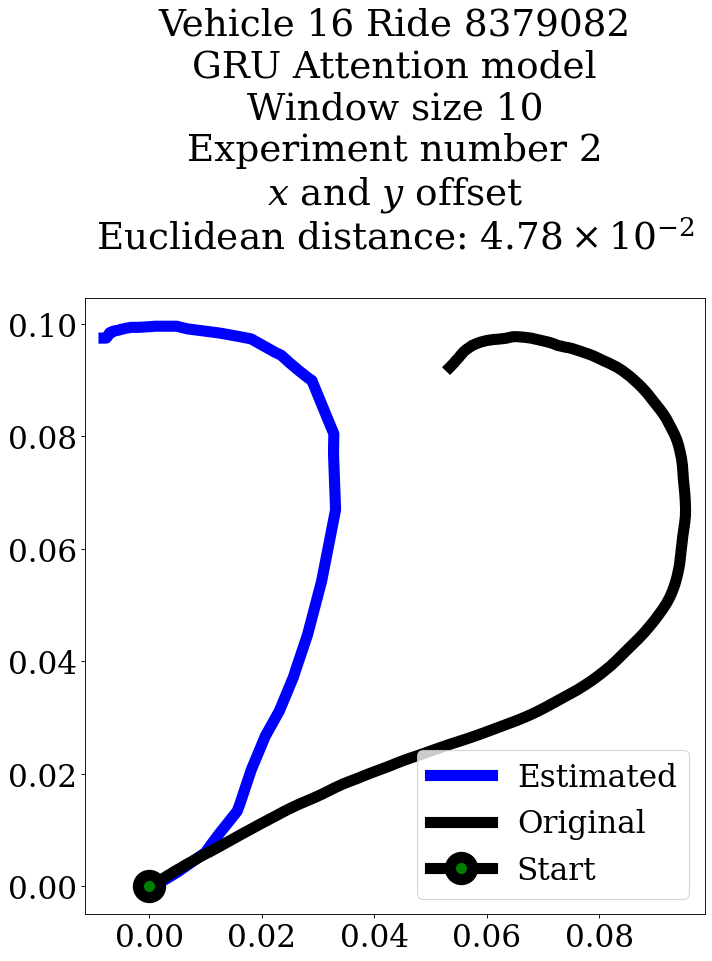 Vehicle 16 Ride 8379082
GRU Attention model
Window size 10
Experiment number 2
x and y offset
Euclidean distance: 4.78 × 10⁻²
0.10
0.08
0.06
0.04
0.02
0.00
Estimated
Original
Start
0.00 0.02 0.04 0.06 0.08